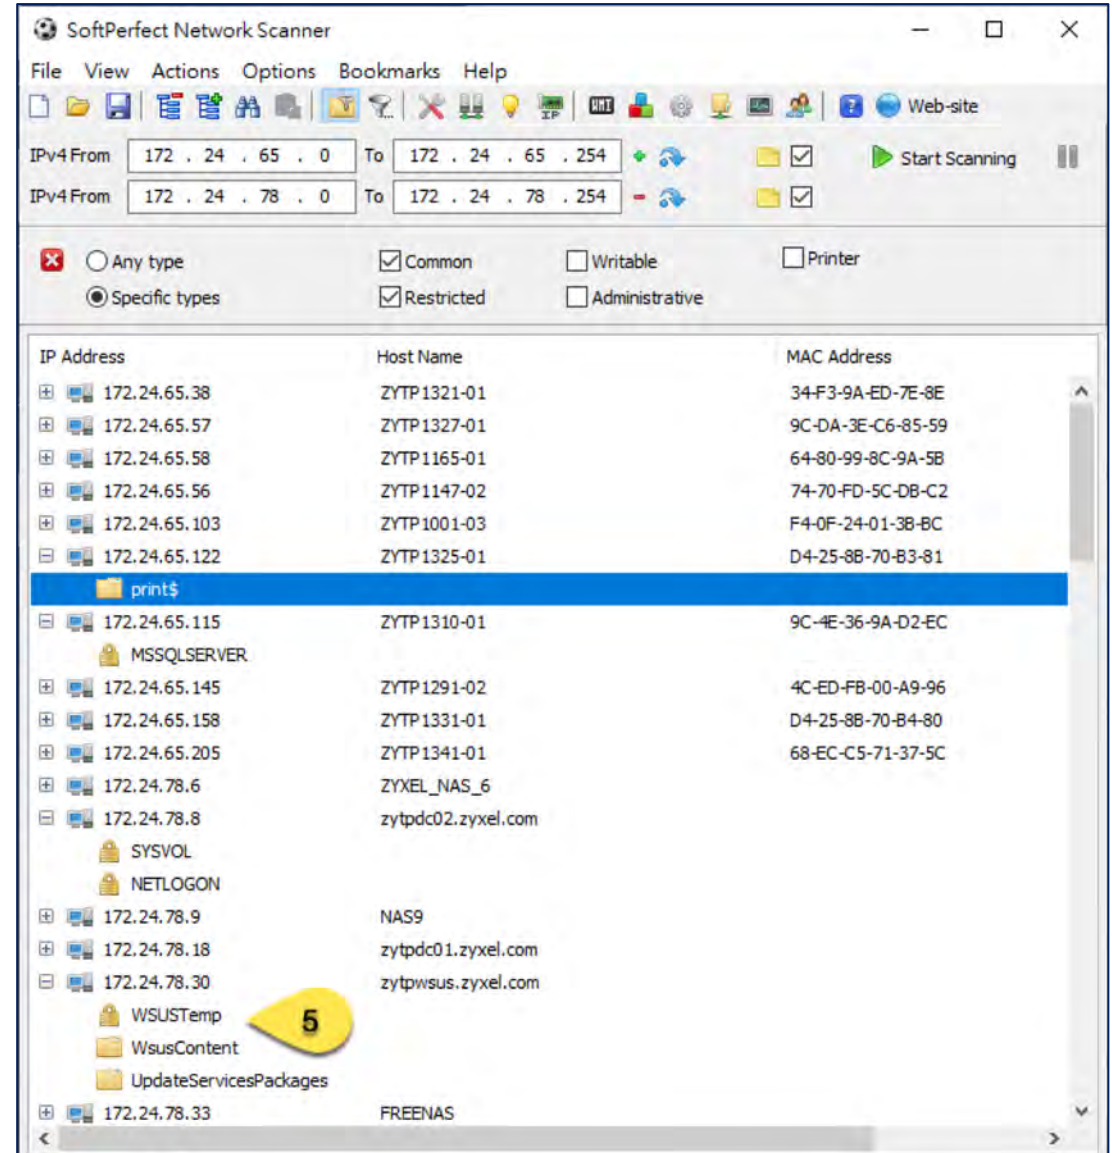 SoftPerfect Network Scanner
File View Actions Options Bookmarks Help
IP WMI ? Web-site
IPv4 From 172 . 24 . 65 . 0 To 172 . 24 . 65 . 254 Start Scanning
IPv4 From 172 . 24 . 78 . 0 To 172 . 24 . 78 . 254
Any type Common Writable Printer
Specific types Restricted Administrative
IP Address Host Name MAC Address
172.24.65.38 ZYTP1321-01 34-F3-9A-ED-7E-8E
172.24.65.57 ZYTP1327-01 9C-DA-3E-C6-85-59
172.24.65.58 ZYTP1165-01 64-80-99-8C-9A-5B
172.24.65.56 ZYTP1147-02 74-70-FD-5C-DB-C2
172.24.65.103 ZYTP1001-03 F4-0F-24-01-3B-BC
172.24.65.122 ZYTP1325-01 D4-25-8B-70-B3-81
print$
172.24.65.115 ZYTP1310-01 9C-4E-36-9A-D2-EC
MSSQLSERVER
172.24.65.145 ZYTP1291-02 4C-ED-FB-00-A9-96
172.24.65.158 ZYTP1331-01 D4-25-8B-70-B4-80
172.24.65.205 ZYTP1341-01 68-EC-C5-71-37-5C
172.24.78.6 ZYXEL_NAS_6
172.24.78.8 zytpdc02.zyxel.com
SYSVOL
NETLOGON
172.24.78.9 NAS9
172.24.78.18 zytpdc01.zyxel.com
172.24.78.30 zytpwsus.zyxel.com
WSUSTemp 5
WsusContent
UpdateServicesPackages
172.24.78.33 FREENAS